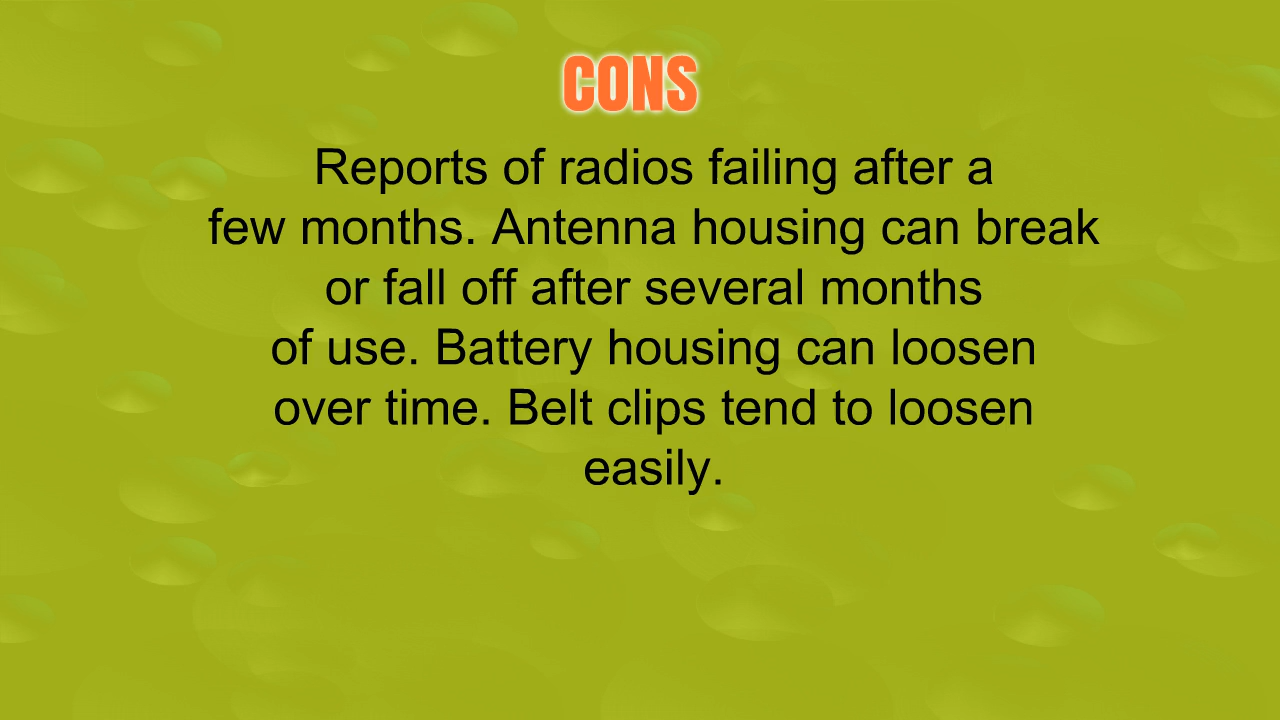 CONS
Reports of radios failing after a
few months. Antenna housing can break
or fall off after several months
of use. Battery housing can loosen
over time. Belt clips tend to loosen
easily.